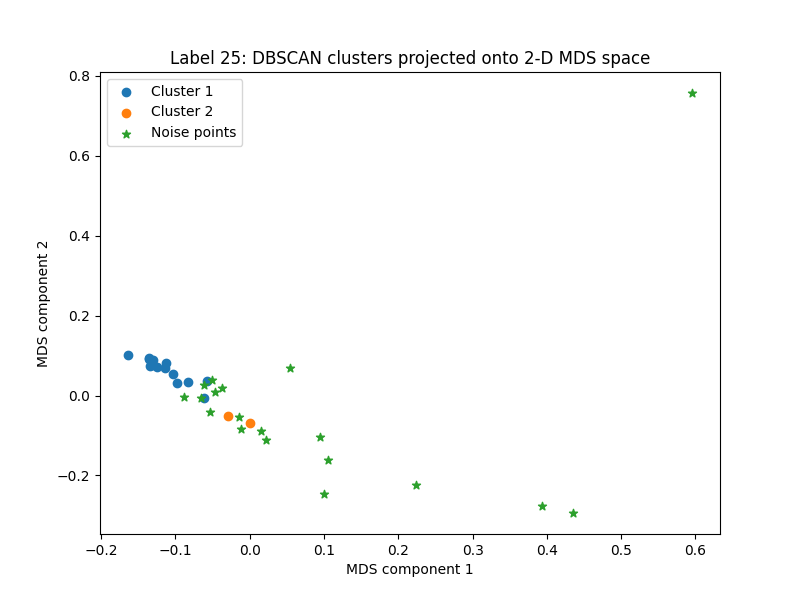 Label 25: DBSCAN clusters projected onto 2-D MDS space
Cluster 1
Cluster 2
Noise points
MDS component 2
0.8
0.6
0.4
0.2
0.0
−0.2
−0.2 −0.1 0.0 0.1 0.2 0.3 0.4 0.5 0.6
MDS component 1